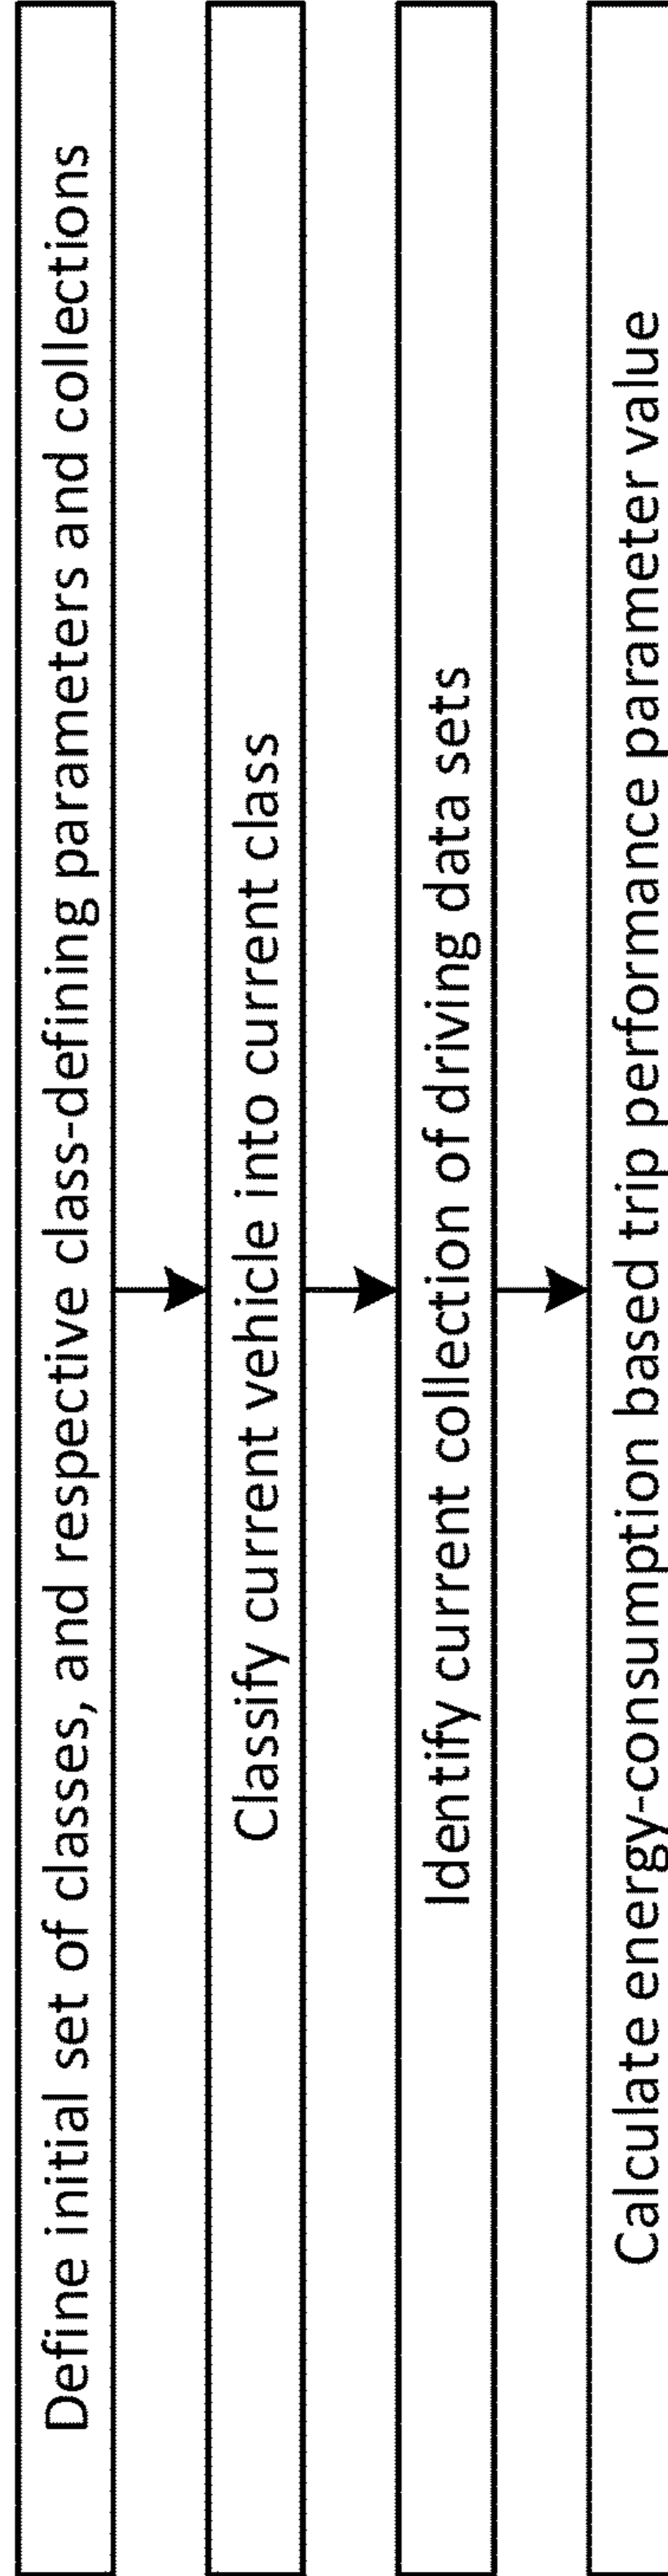 Define initial set of classes, and respective class-defining parameters and collections
Classify current vehicle into current class
Identify current collection of driving data sets
Calculate energy-consumption based trip performance parameter value